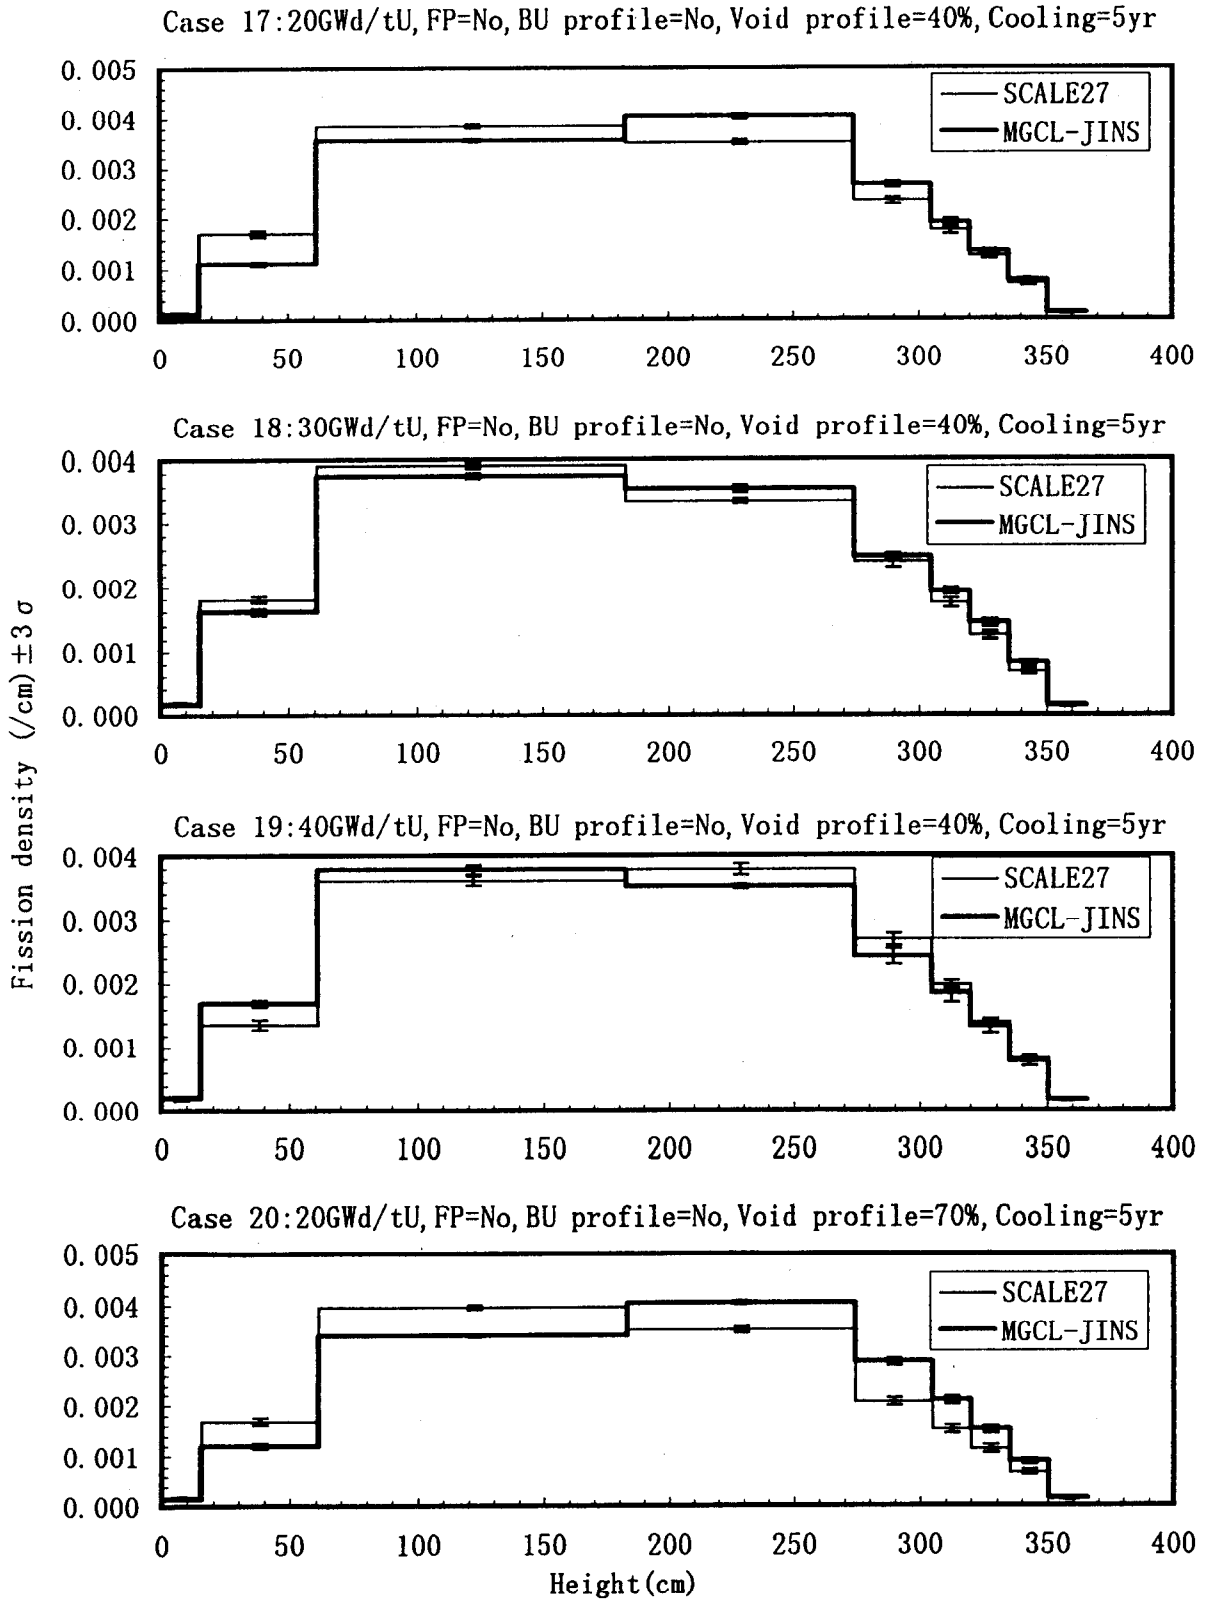 Case 17:20GWd/tU, FP=No, BU profile=No, Void profile=40%, Cooling=5yr
0.005
0.004
0.003
0.002
0.001
0.000
SCALE27
MGCL-JINS
0 50 100 150 200 250 300 350 400
Case 18:30GWd/tU, FP=No, BU profile=No, Void profile=40%, Cooling=5yr
0.004
0.003
0.002
0.001
0.000
SCALE27
MGCL-JINS
0 50 100 150 200 250 300 350 400
Fission density (/cm)±3σ
Case 19:40GWd/tU, FP=No, BU profile=No, Void profile=40%, Cooling=5yr
0.004
0.003
0.002
0.001
0.000
SCALE27
MGCL-JINS
0 50 100 150 200 250 300 350 400
Case 20:20GWd/tU, FP=No, BU profile=No, Void profile=70%, Cooling=5yr
0.005
0.004
0.003
0.002
0.001
0.000
SCALE27
MGCL-JINS
0 50 100 150 200 250 300 350 400
Height(cm)